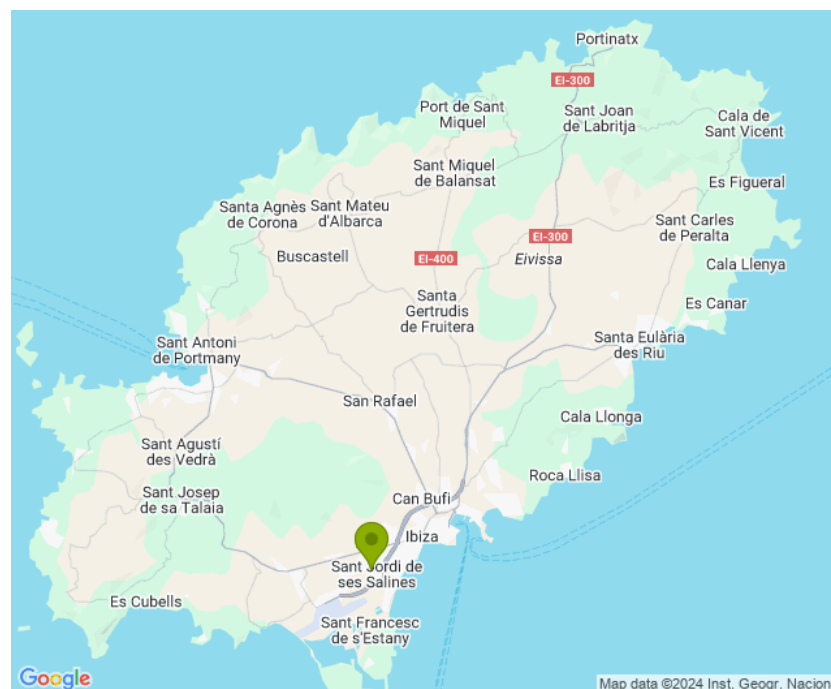 Portinatx
EI-300
Port de Sant
Miquel
Sant Joan
de Labritja
Cala de
Sant Vicent
Sant Miquel
de Balansat
Es Figueral
Santa Agnès
de Corona
Sant Mateu
d'Albarca
Sant Carles
de Peralta
EI-300
Buscastell
EI-400
Eivissa
Cala Llenya
Santa
Gertrudis
de Fruitera
Es Canar
Sant Antoni
de Portmany
Santa Eulària
des Riu
San Rafael
Cala Llonga
Sant Agustí
des Vedrà
Roca Llisa
Sant Josep
de sa Talaia
Can Bufi
Ibiza
Sant Jordi de
ses Salines
Es Cubells
Sant Francesc
de s'Estany
Google
Map data ©2024 Inst. Geogr. Nacion